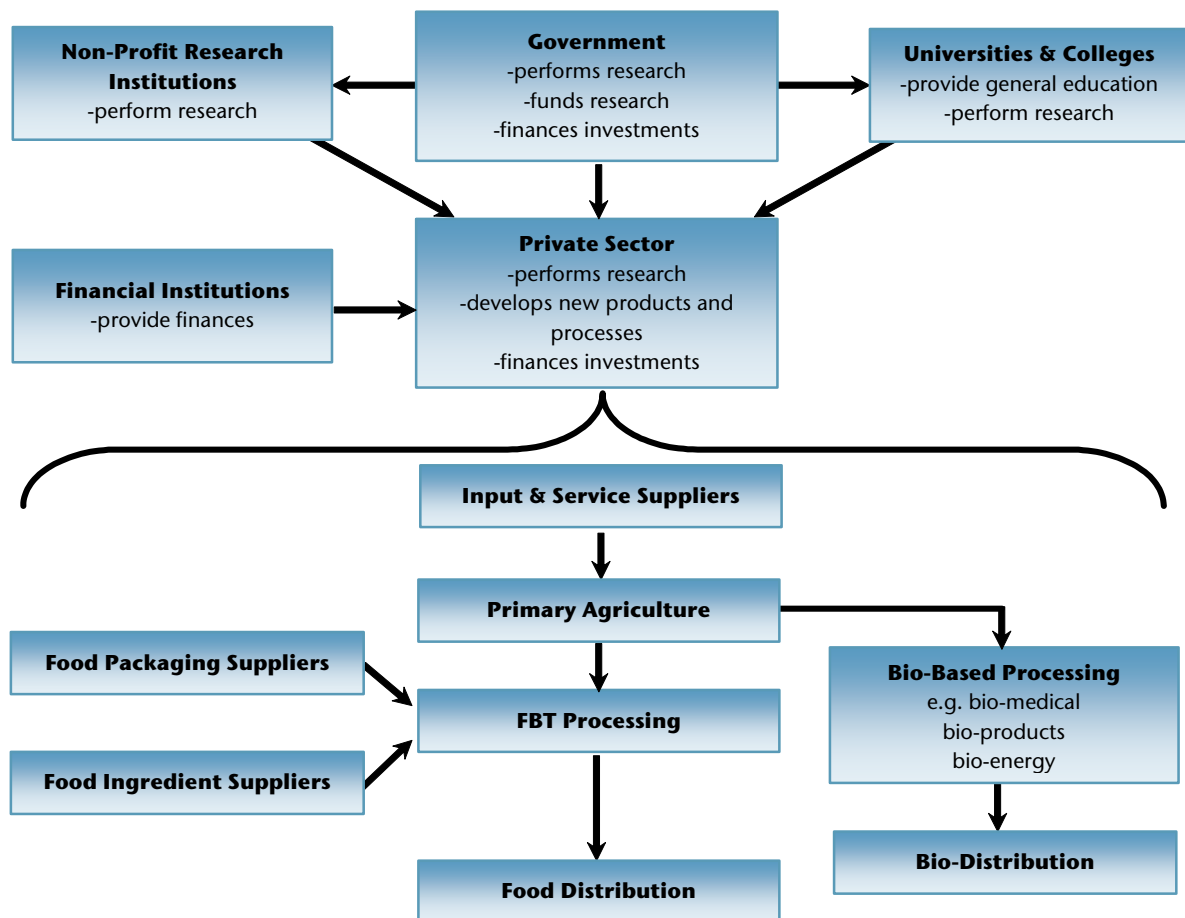 Non-Profit Research
Institutions
-perform research
Government
-performs research
-funds research
-finances investments
Universities & Colleges
-provide general education
-perform research
Financial Institutions
-provide finances
Private Sector
-performs research
-develops new products and
processes
-finances investments
Input & Service Suppliers
Primary Agriculture
Food Packaging Suppliers
FBT Processing
Food Ingredient Suppliers
Bio-Based Processing
e.g. bio-medical
bio-products
bio-energy
Food Distribution
Bio-Distribution